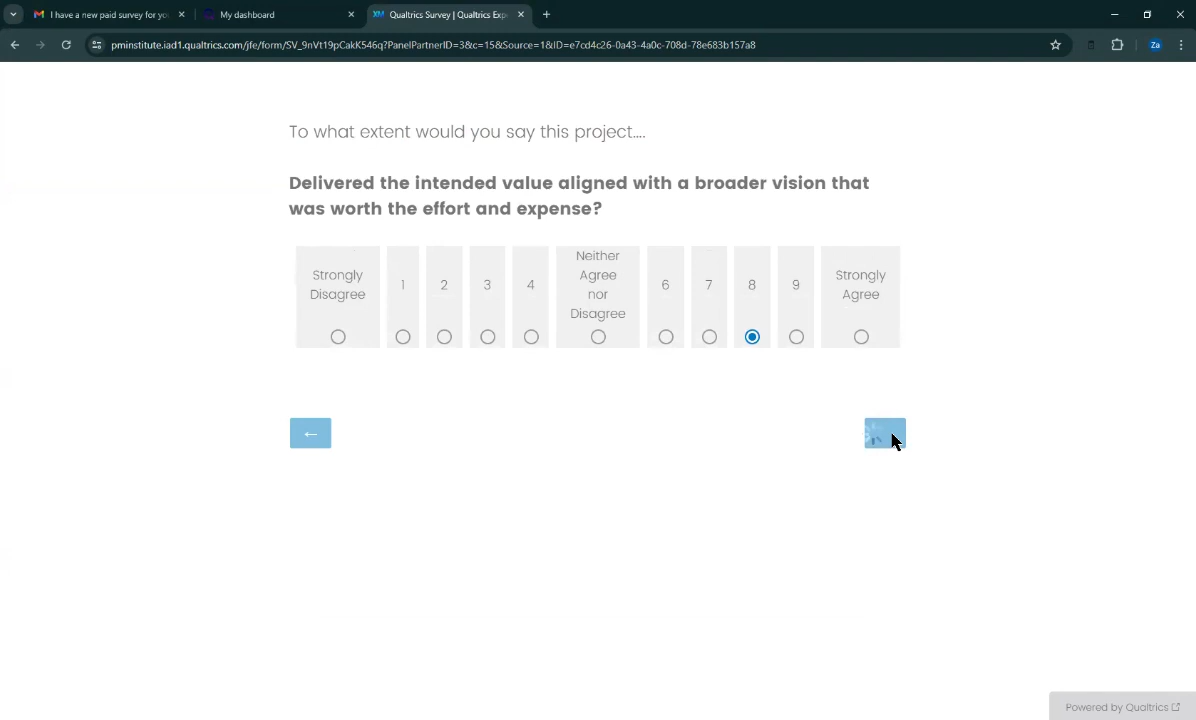 I have a new paid survey for yo
My dashboard
Qualtrics Survey | Qualtrics Exp
pminstitute.iad1.qualtrics.com/jfe/form/SV_9nVt19pCakK546q?PanelPartnerID=3&c=15&Source=1&ID=e7cd4c26-0a43-4a0c-708d-78e683b157a8
Za
To what extent would you say this project....
Delivered the intended value aligned with a broader vision that
was worth the effort and expense?
Strongly
Disagree
1
2
3
4
Neither
Agree
nor
Disagree
6
7
8
9
Strongly
Agree
←
Powered by Qualtrics